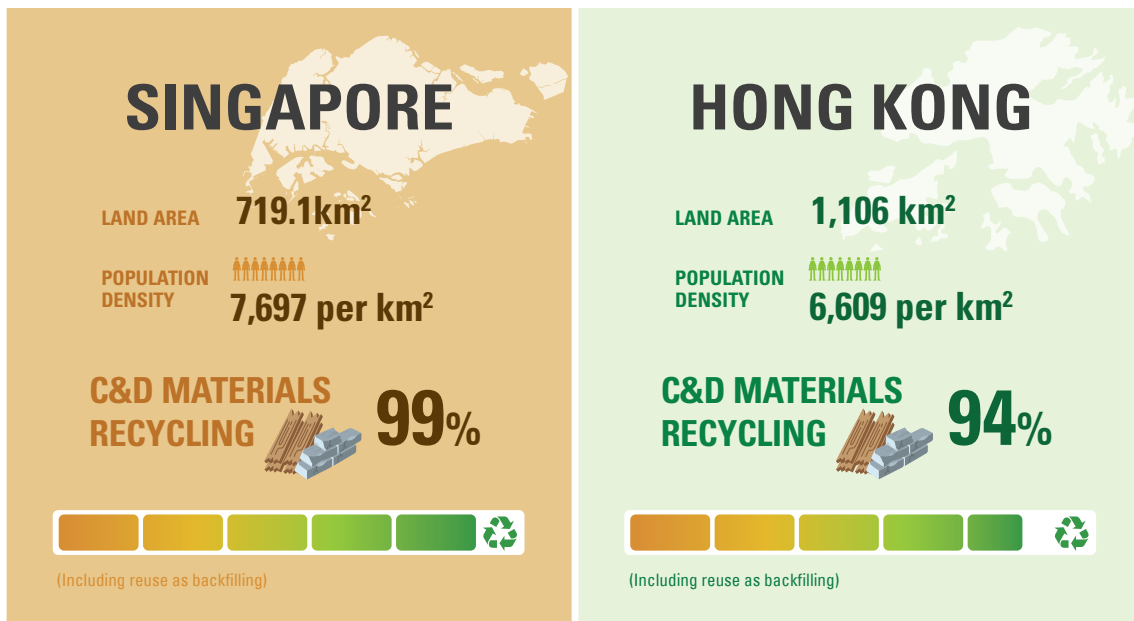 SINGAPORE
LAND AREA 719.1km²
POPULATION
DENSITY
7,697 per km²
C&D MATERIALS
RECYCLING
99%
(Including reuse as backfilling)
HONG KONG
LAND AREA 1,106 km²
POPULATION
DENSITY
6,609 per km²
C&D MATERIALS
RECYCLING
94%
(Including reuse as backfilling)